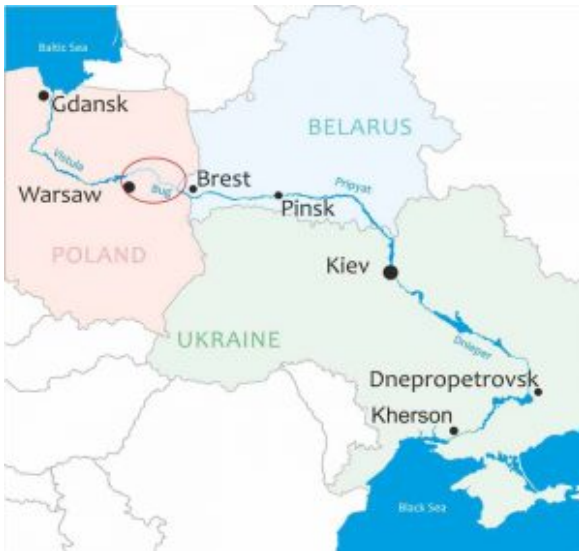 Baltic Sea
Gdansk
BELARUS
Vistula
Brest
Warsaw
Bug
Pripyat
Pinsk
POLAND
Kiev
UKRAINE
Dnieper
Dnepropetrovsk
Kherson
Black Sea